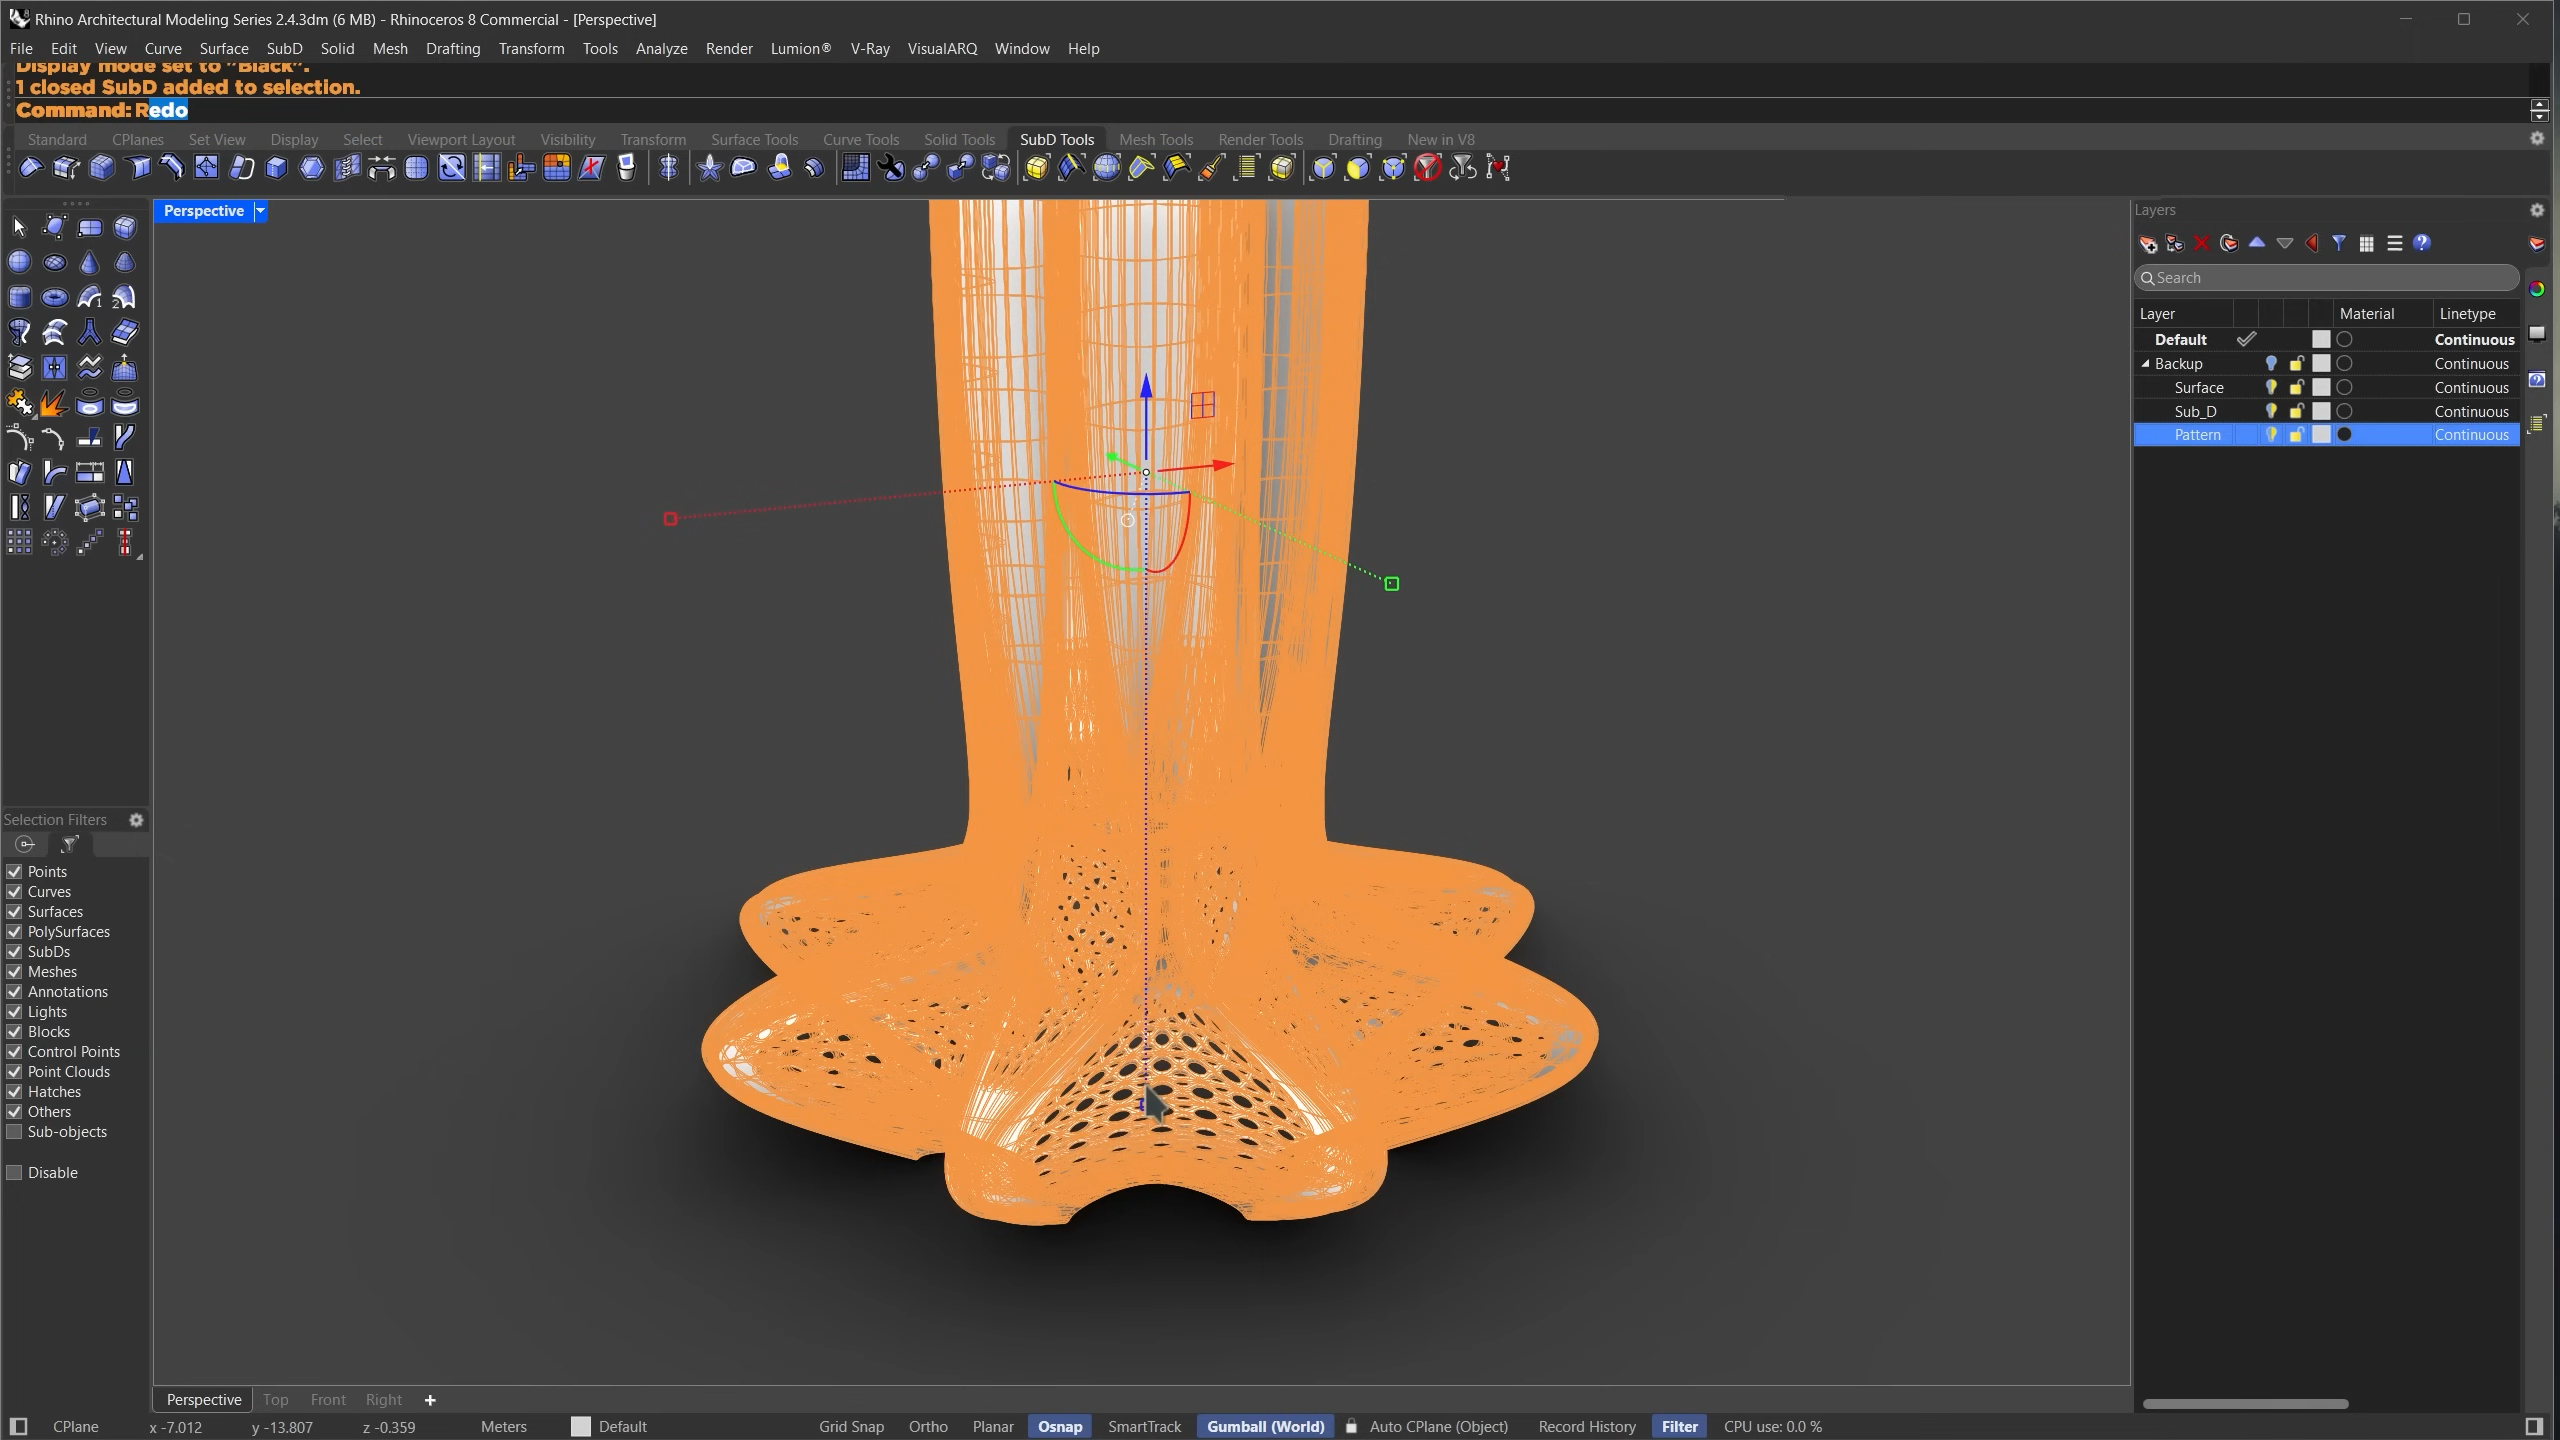 Rhino Architectural Modeling Series 2.4.3dm (6 MB) - Rhinoceros 8 Commercial - [Perspective]
File Edit View Curve Surface SubD Solid Mesh Drafting Transform Tools Analyze Render Lumion® V-Ray VisualARQ Window Help
Display mode set to "Black".
1 closed SubD added to selection.
Command: Redo
Standard CPlanes Set View Display Select Viewport Layout Visibility Transform Surface Tools Curve Tools Solid Tools SubD Tools Mesh Tools Render Tools Drafting New in V8
Perspective
Layers
Search
Layer Material Linetype
Default Continuous
Backup Continuous
Surface Continuous
Sub_D Continuous
Pattern Continuous
Selection Filters
Points
Curves
Surfaces
PolySurfaces
SubDs
Meshes
Annotations
Lights
Blocks
Control Points
Point Clouds
Hatches
Others
Sub-objects
Disable
Perspective Top Front Right
CPlane x -7.012 y -13.807 z -0.359 Meters Default Grid Snap Ortho Planar Osnap SmartTrack Gumball (World) Auto CPlane (Object) Record History Filter CPU use: 0.0 %